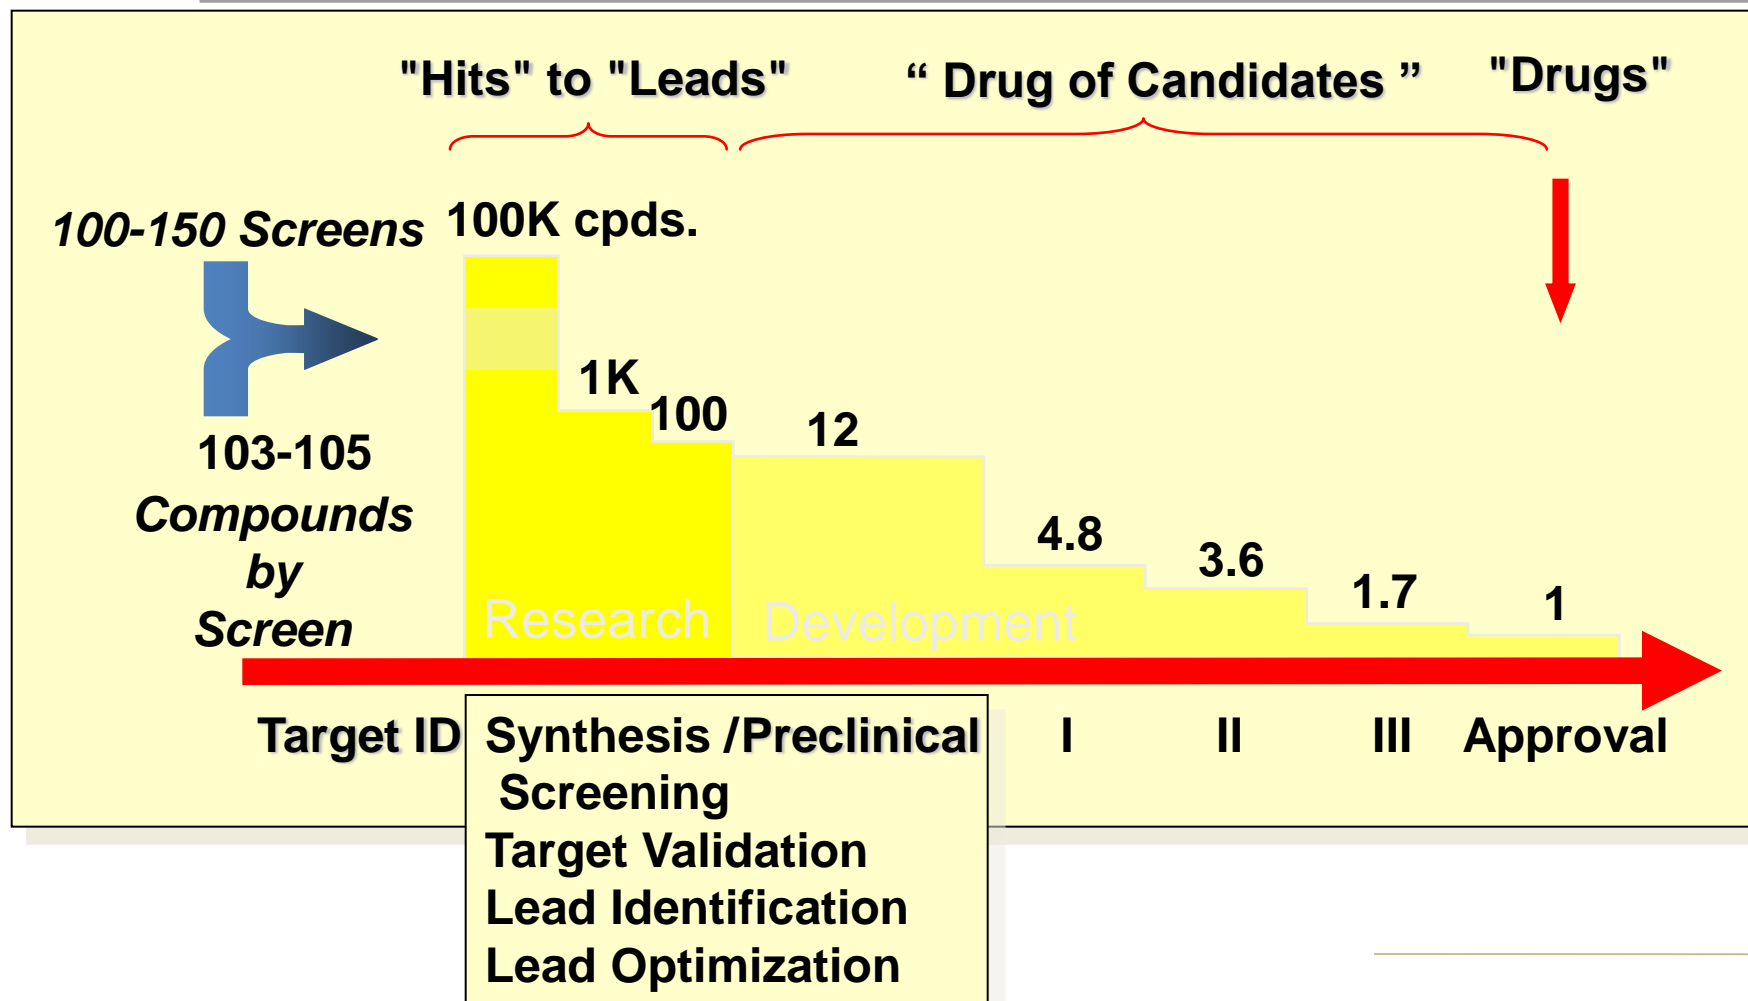 "Hits" to "Leads"
“ Drug of Candidates ”
"Drugs"
100-150 Screens
100K cpds.
1K
100
12
103-105
Compounds
by
Screen
4.8
3.6
1.7
1
Research
Development
Target ID
Synthesis /Preclinical
Screening
Target Validation
Lead Identification
Lead Optimization
I
II
III
Approval